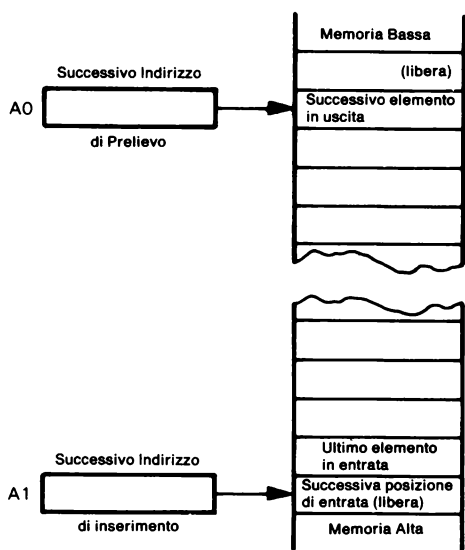 Memoria Bassa
Successivo Indirizzo
(libera)
A0
Successivo elemento
in uscita
di Prelievo
Ultimo elemento
in entrata
Successivo Indirizzo
A1
Successiva posizione
di entrata (libera)
di inserimento
Memoria Alta